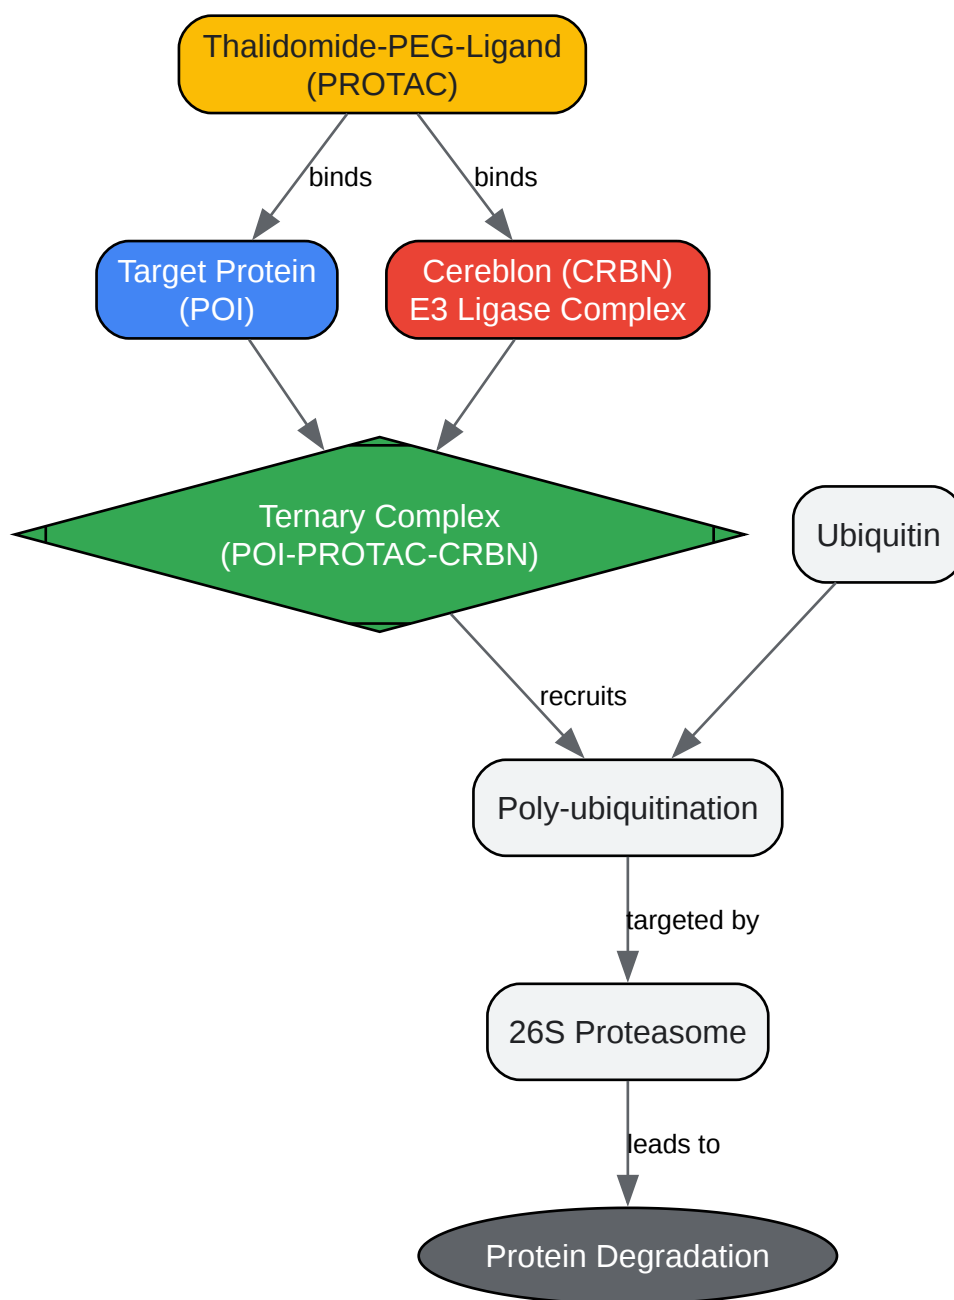 Thalidomide-PEG-Ligand
(PROTAC)
binds
binds
Target Protein
(POI)
Cereblon (CRBN)
E3 Ligase Complex
Ternary Complex
(POI-PROTAC-CRBN)
Ubiquitin
recruits
Poly-ubiquitination
targeted by
26S Proteasome
leads to
Protein Degradation